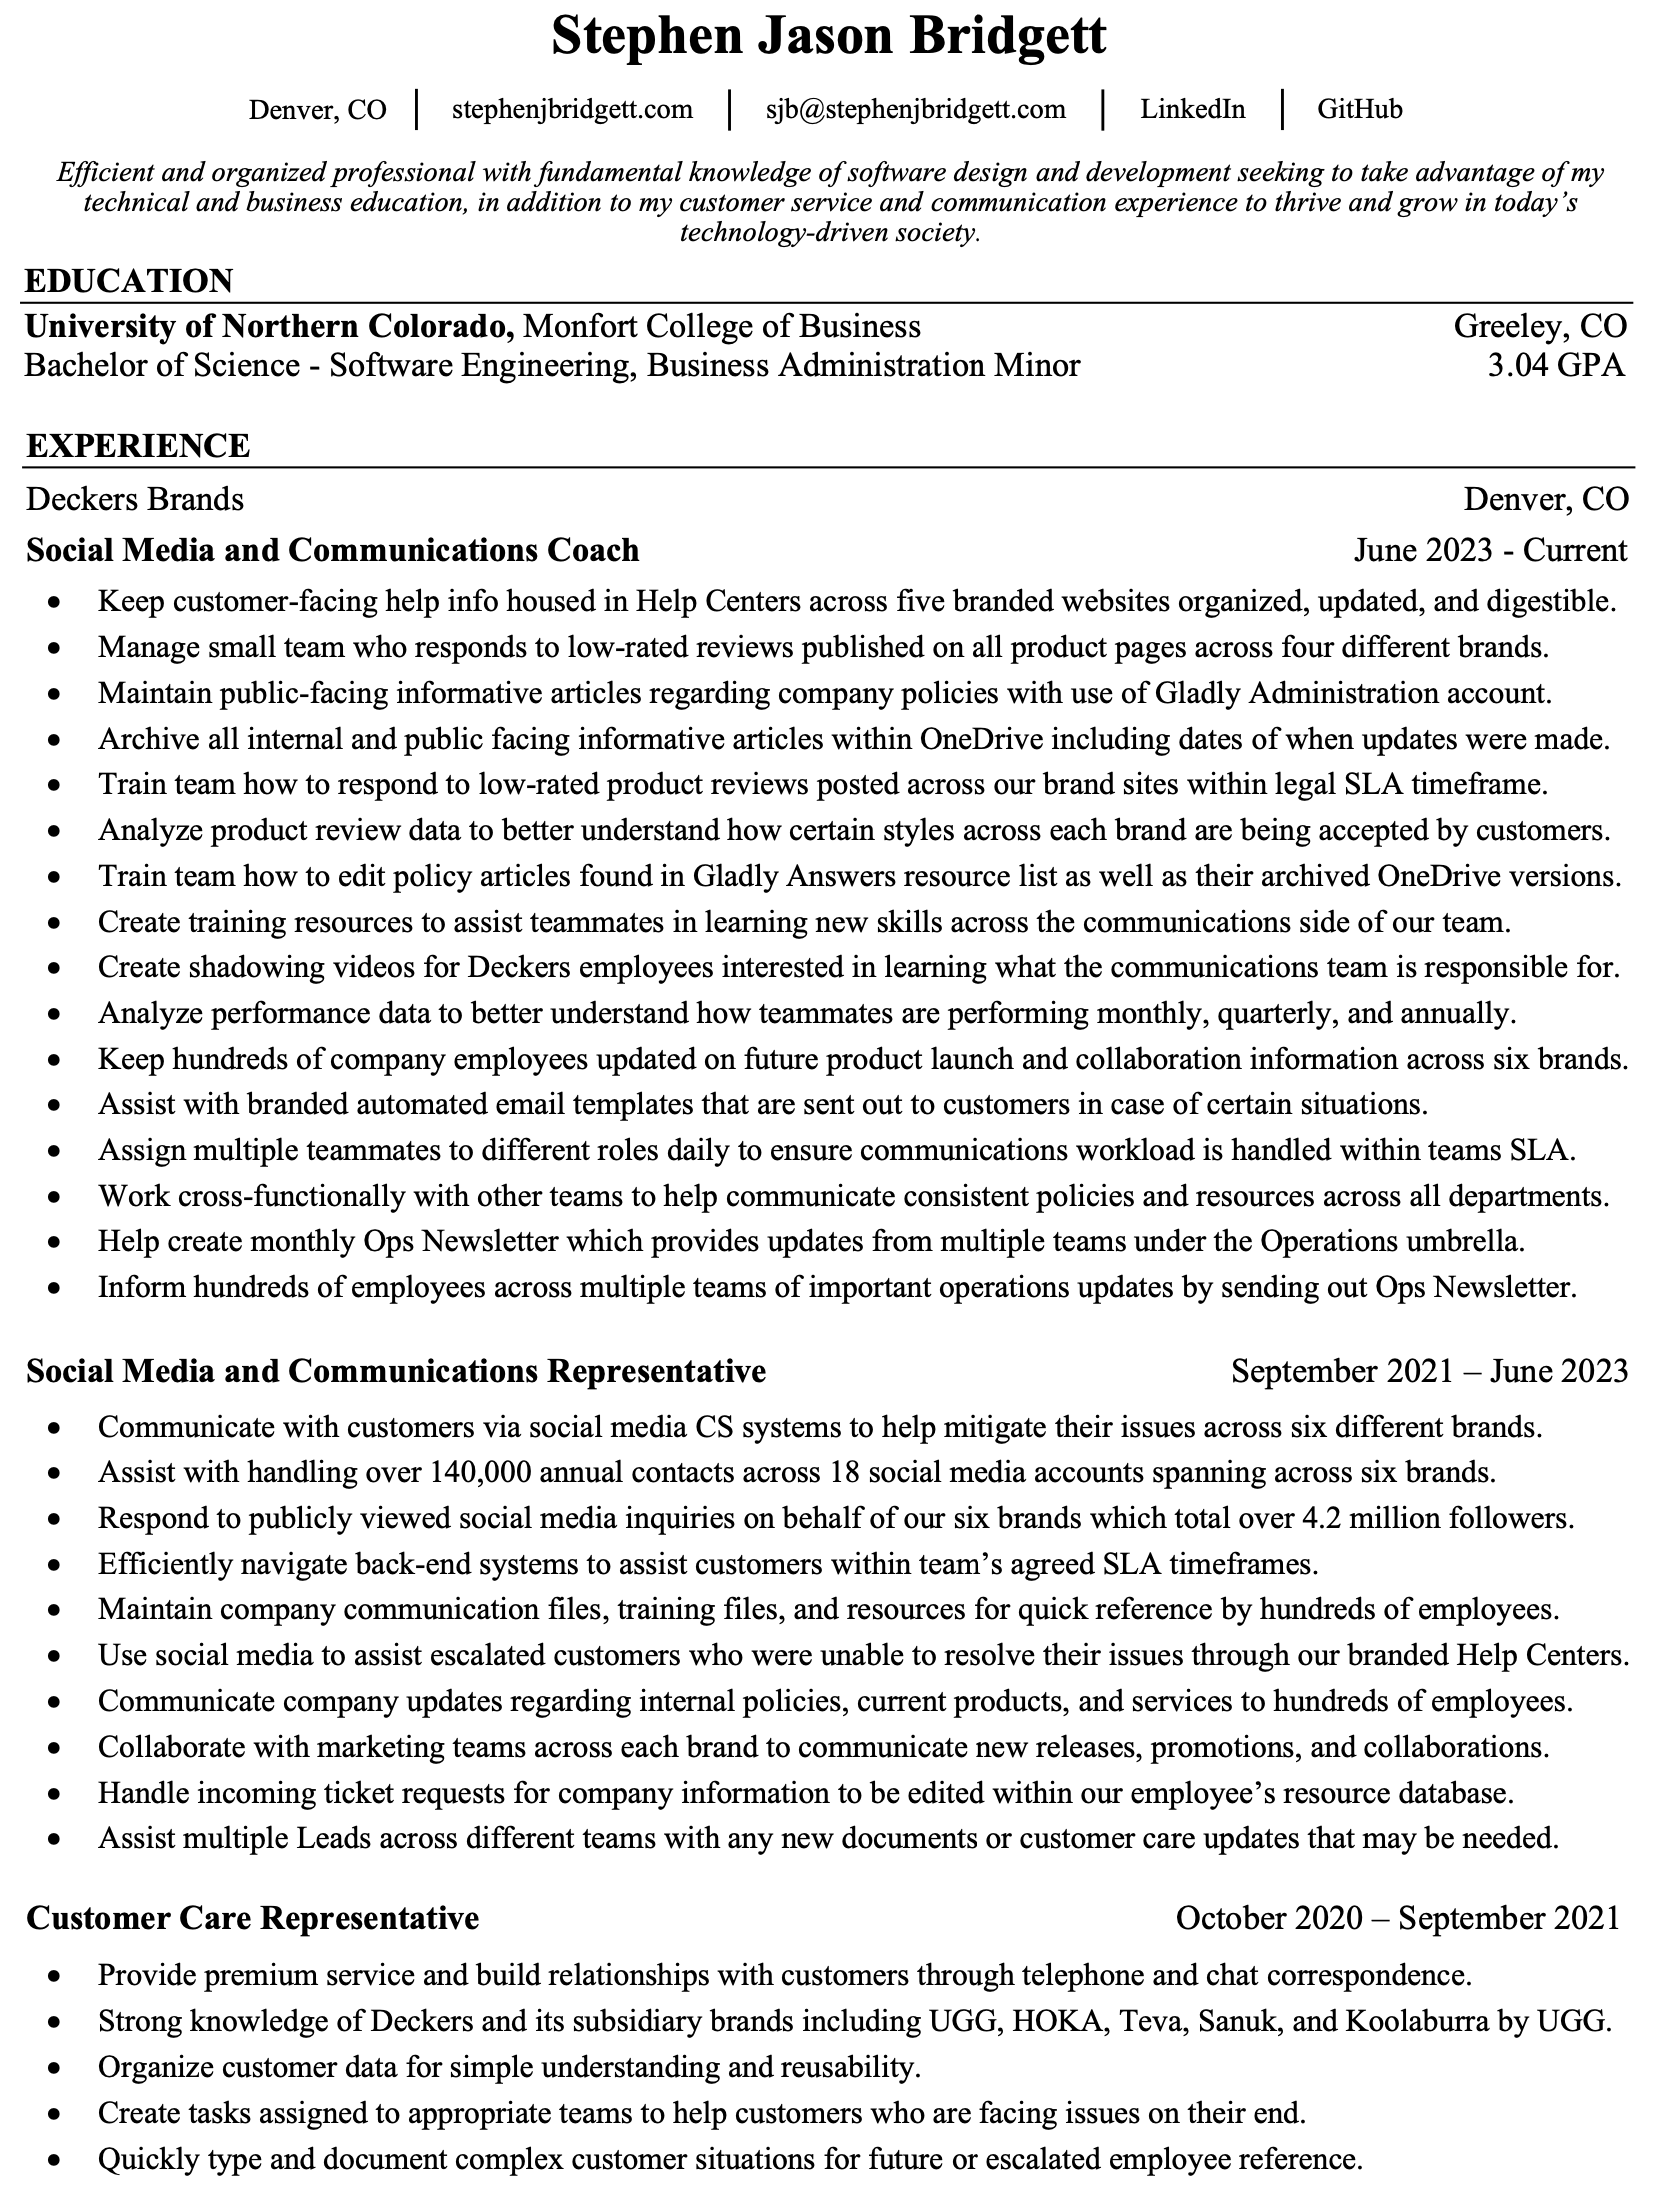 Stephen Jason Bridgett
Denver, CO | stephenjbridgett.com | sjb@stephenjbridgett.com | LinkedIn | GitHub
Efficient and organized professional with fundamental knowledge of software design and development seeking to take advantage of my
technical and business education, in addition to my customer service and communication experience to thrive and grow in today’s
technology-driven society.
EDUCATION
University of Northern Colorado, Monfort College of Business Greeley, CO
Bachelor of Science - Software Engineering, Business Administration Minor 3.04 GPA
EXPERIENCE
Deckers Brands Denver, CO
Social Media and Communications Coach June 2023 - Current
• Keep customer-facing help info housed in Help Centers across five branded websites organized, updated, and digestible.
• Manage small team who responds to low-rated reviews published on all product pages across four different brands.
• Maintain public-facing informative articles regarding company policies with use of Gladly Administration account.
• Archive all internal and public facing informative articles within OneDrive including dates of when updates were made.
• Train team how to respond to low-rated product reviews posted across our brand sites within legal SLA timeframe.
• Analyze product review data to better understand how certain styles across each brand are being accepted by customers.
• Train team how to edit policy articles found in Gladly Answers resource list as well as their archived OneDrive versions.
• Create training resources to assist teammates in learning new skills across the communications side of our team.
• Create shadowing videos for Deckers employees interested in learning what the communications team is responsible for.
• Analyze performance data to better understand how teammates are performing monthly, quarterly, and annually.
• Keep hundreds of company employees updated on future product launch and collaboration information across six brands.
• Assist with branded automated email templates that are sent out to customers in case of certain situations.
• Assign multiple teammates to different roles daily to ensure communications workload is handled within teams SLA.
• Work cross-functionally with other teams to help communicate consistent policies and resources across all departments.
• Help create monthly Ops Newsletter which provides updates from multiple teams under the Operations umbrella.
• Inform hundreds of employees across multiple teams of important operations updates by sending out Ops Newsletter.
Social Media and Communications Representative September 2021 – June 2023
• Communicate with customers via social media CS systems to help mitigate their issues across six different brands.
• Assist with handling over 140,000 annual contacts across 18 social media accounts spanning across six brands.
• Respond to publicly viewed social media inquiries on behalf of our six brands which total over 4.2 million followers.
• Efficiently navigate back-end systems to assist customers within team’s agreed SLA timeframes.
• Maintain company communication files, training files, and resources for quick reference by hundreds of employees.
• Use social media to assist escalated customers who were unable to resolve their issues through our branded Help Centers.
• Communicate company updates regarding internal policies, current products, and services to hundreds of employees.
• Collaborate with marketing teams across each brand to communicate new releases, promotions, and collaborations.
• Handle incoming ticket requests for company information to be edited within our employee’s resource database.
• Assist multiple Leads across different teams with any new documents or customer care updates that may be needed.
Customer Care Representative October 2020 – September 2021
• Provide premium service and build relationships with customers through telephone and chat correspondence.
• Strong knowledge of Deckers and its subsidiary brands including UGG, HOKA, Teva, Sanuk, and Koolaburra by UGG.
• Organize customer data for simple understanding and reusability.
• Create tasks assigned to appropriate teams to help customers who are facing issues on their end.
• Quickly type and document complex customer situations for future or escalated employee reference.